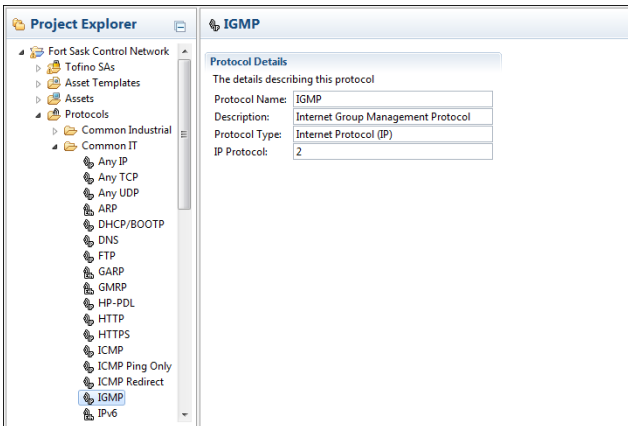 Project Explorer
Fort Sask Control Network
Tofino SAs
Asset Templates
Assets
Protocols
Common Industrial
Common IT
Any IP
Any TCP
Any UDP
ARP
DHCP/BOOTP
DNS
FTP
GARP
GMRP
HP-PDL
HTTP
HTTPS
ICMP
ICMP Ping Only
ICMP Redirect
IGMP
IPv6
IGMP
Protocol Details
The details describing this protocol
Protocol Name: IGMP
Description: Internet Group Management Protocol
Protocol Type: Internet Protocol (IP)
IP Protocol: 2